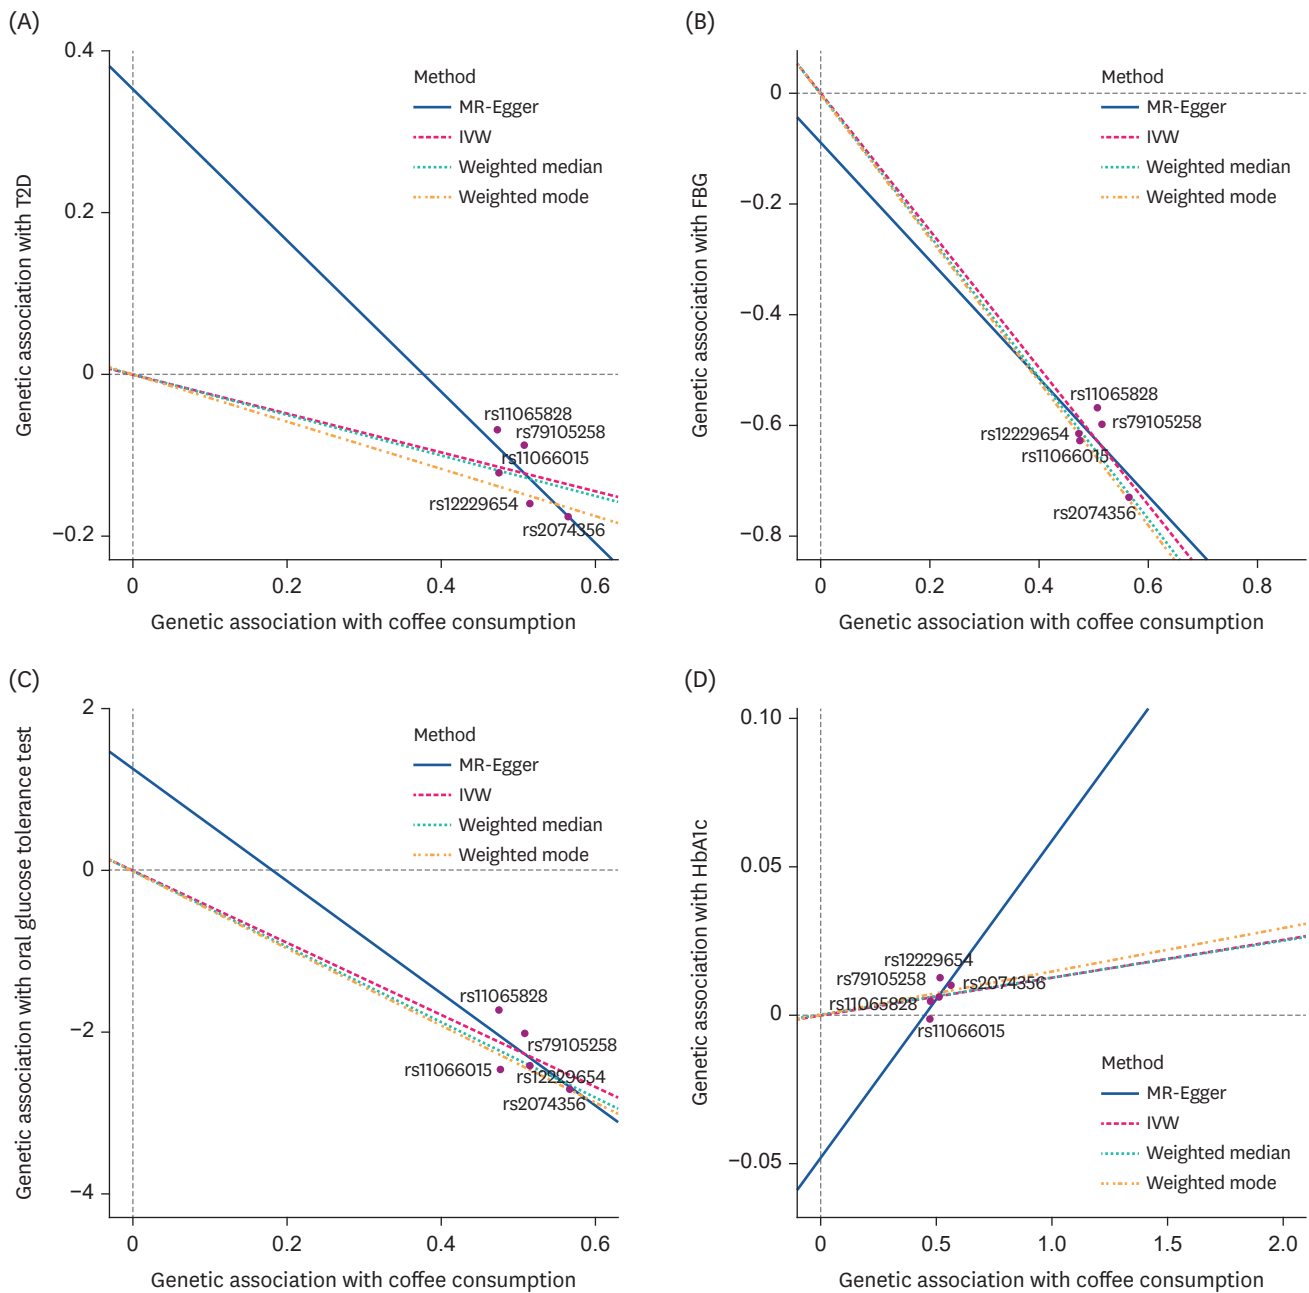 (A)
Genetic association with T2D
0.4
0.2
0
−0.2
Method
MR-Egger
IVW
Weighted median
Weighted mode
rs11065828
rs79105258
rs11066015
rs12229654
rs2074356
0
0.2
0.4
0.6
Genetic association with coffee consumption
(B)
Genetic association with FBG
0
−0.2
−0.4
−0.6
−0.8
Method
MR-Egger
IVW
Weighted median
Weighted mode
rs11065828
rs79105258
rs12229654
rs11066015
rs2074356
0
0.2
0.4
0.6
0.8
Genetic association with coffee consumption
(C)
Genetic association with oral glucose tolerance test
2
0
−2
−4
Method
MR-Egger
IVW
Weighted median
Weighted mode
rs11065828
rs79105258
rs11066015
rs12229654
rs2074356
0
0.2
0.4
0.6
Genetic association with coffee consumption
(D)
Genetic association with HbA1c
0.10
0.05
0
−0.05
rs12229654
rs79105258
rs2074356
rs11065828
rs11066015
Method
MR-Egger
IVW
Weighted median
Weighted mode
0
0.5
1.0
1.5
2.0
Genetic association with coffee consumption